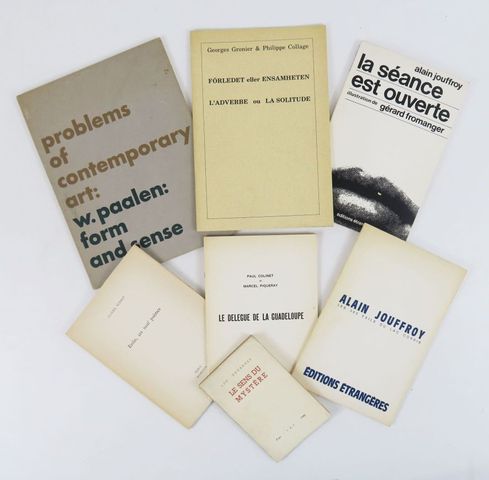 problems
of
contemporary
art:
w. paalen:
form
and sense
Georges Gronier & Philippe Collage
FÖRLEDET eller ENSAMHETEN
L'ADVERBE ou LA SOLITUDE
alain jouffroy
la séance
est ouverte
illustration de
gérard fromanger
PAUL COLINET
MARCEL PIQUERAY
LE DELEGUE DE LA GUADELOUPE
LE SENS DU
MYSTÈRE
ALAIN JOUFFROY
EDITIONS ETRANGÈRES